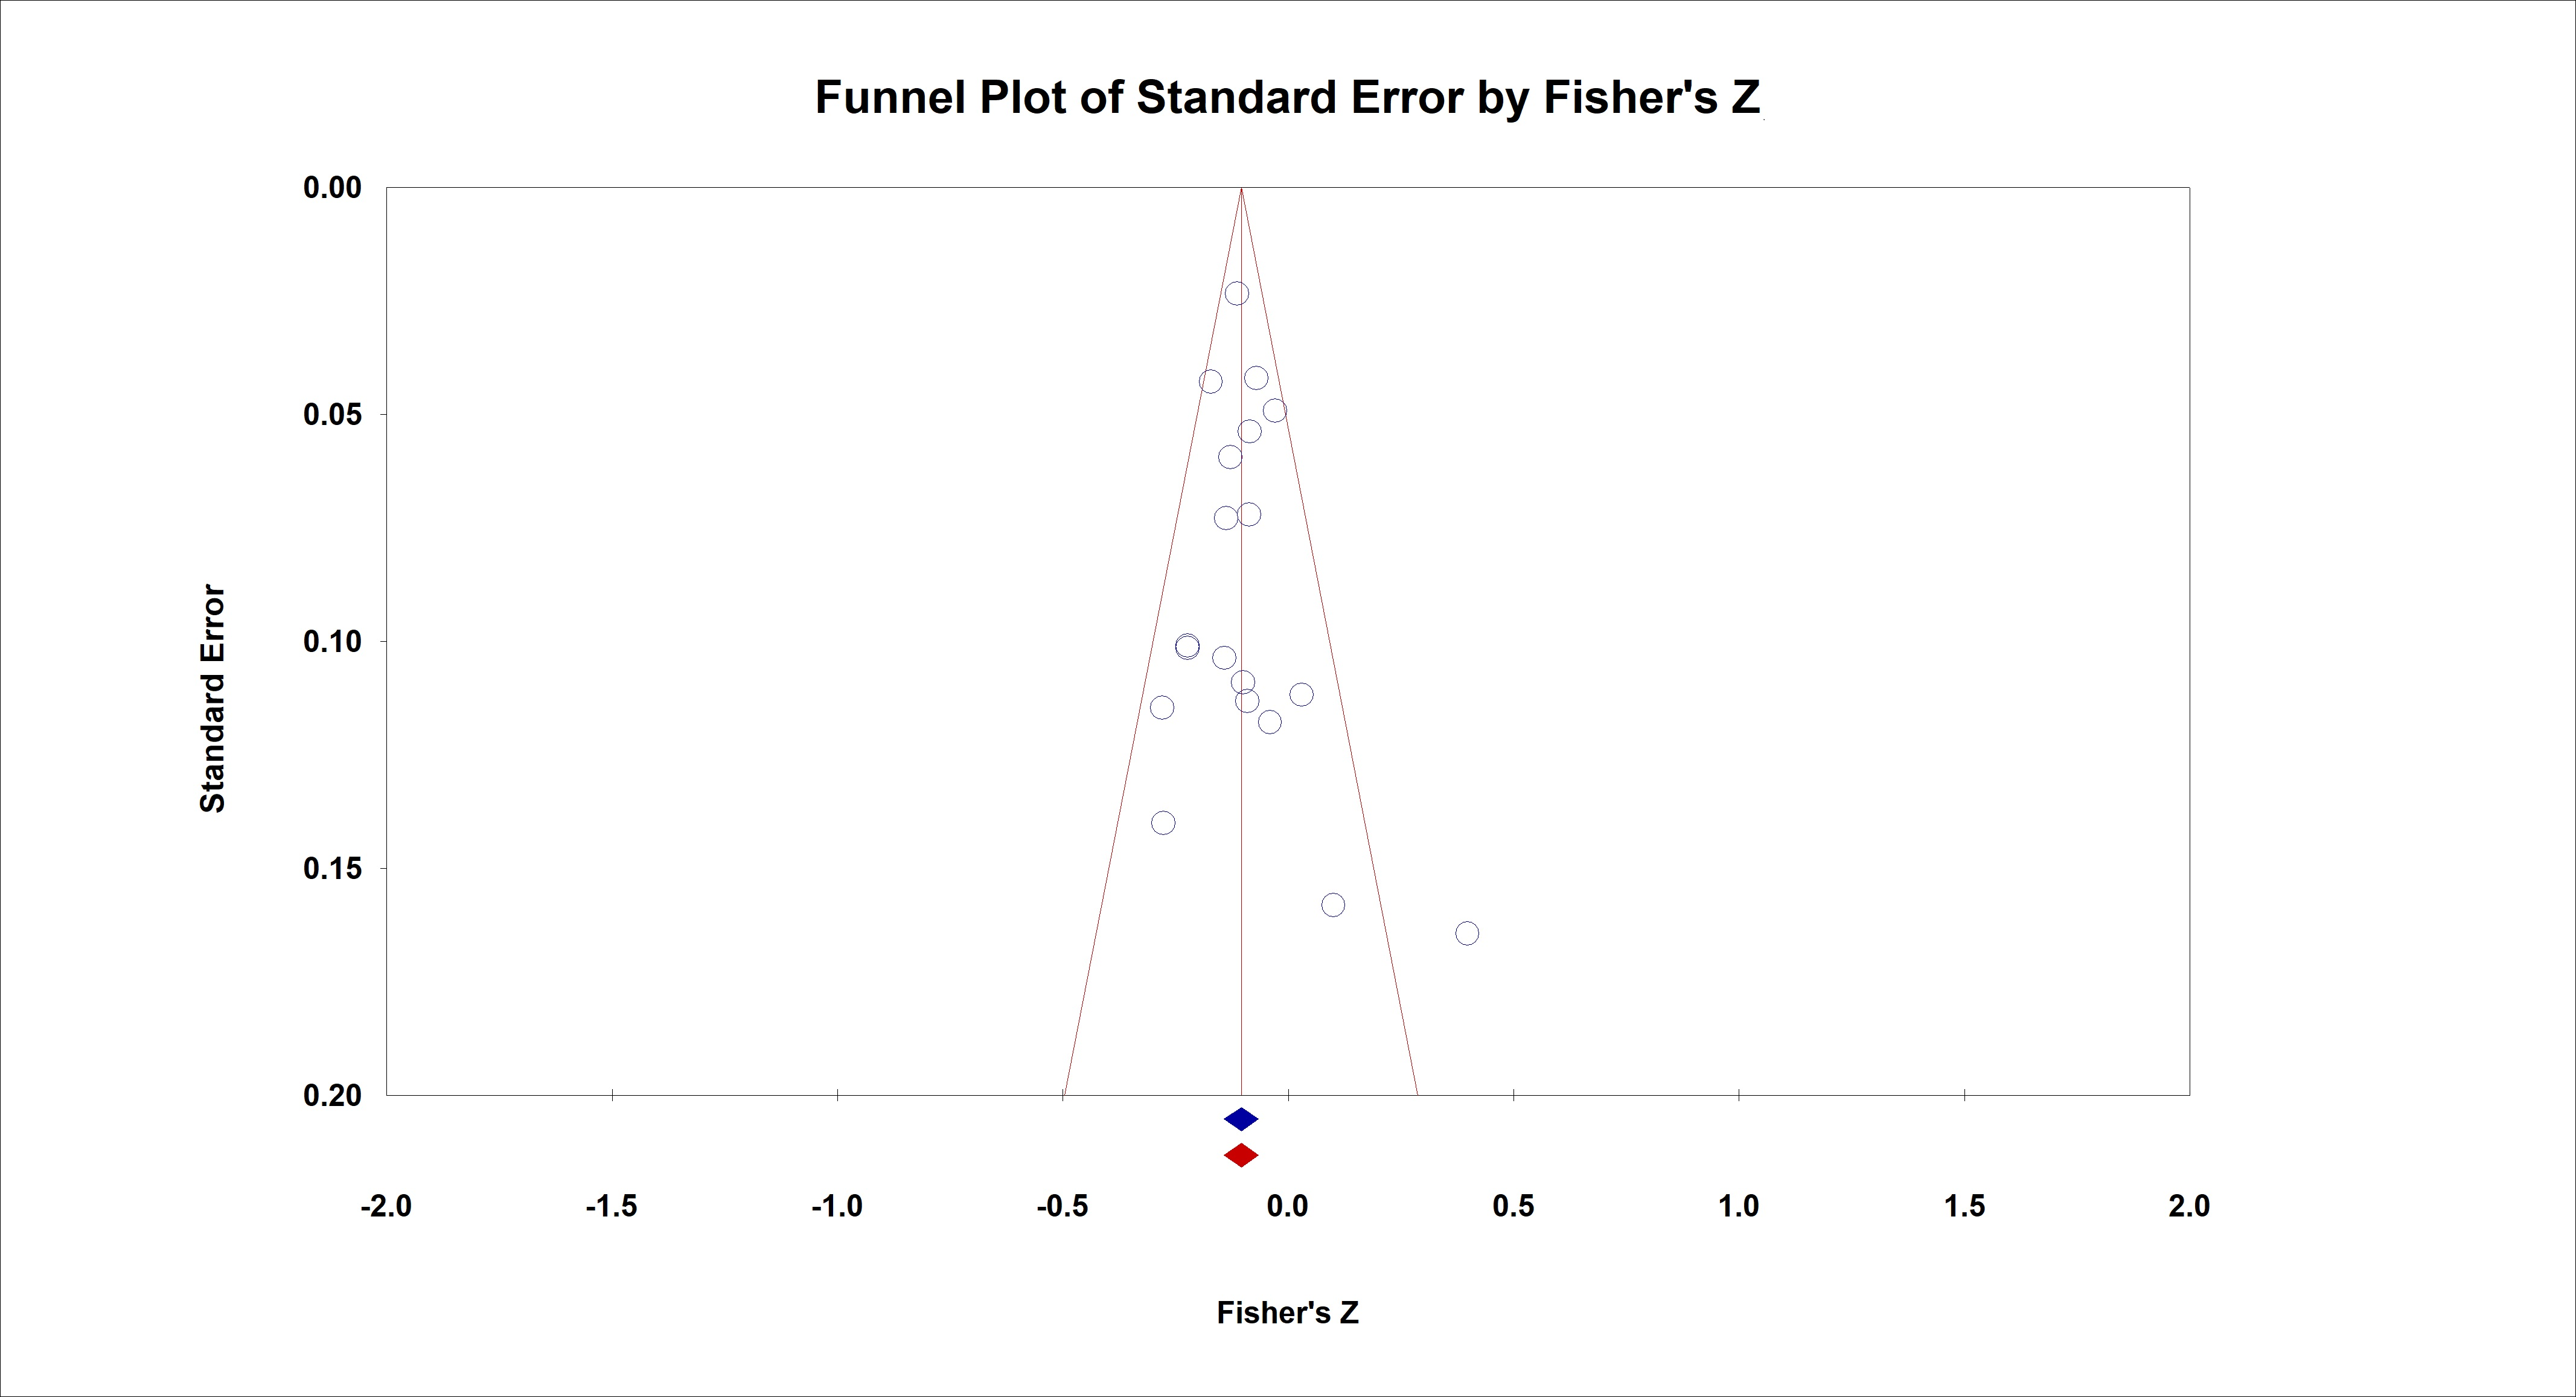 Funnel Plot of Standard Error by Fisher's Z
0.00
0.05
0.10
0.15
0.20
Standard Error
-2.0 -1.5 -1.0 -0.5 0.0 0.5 1.0 1.5 2.0
Fisher's Z